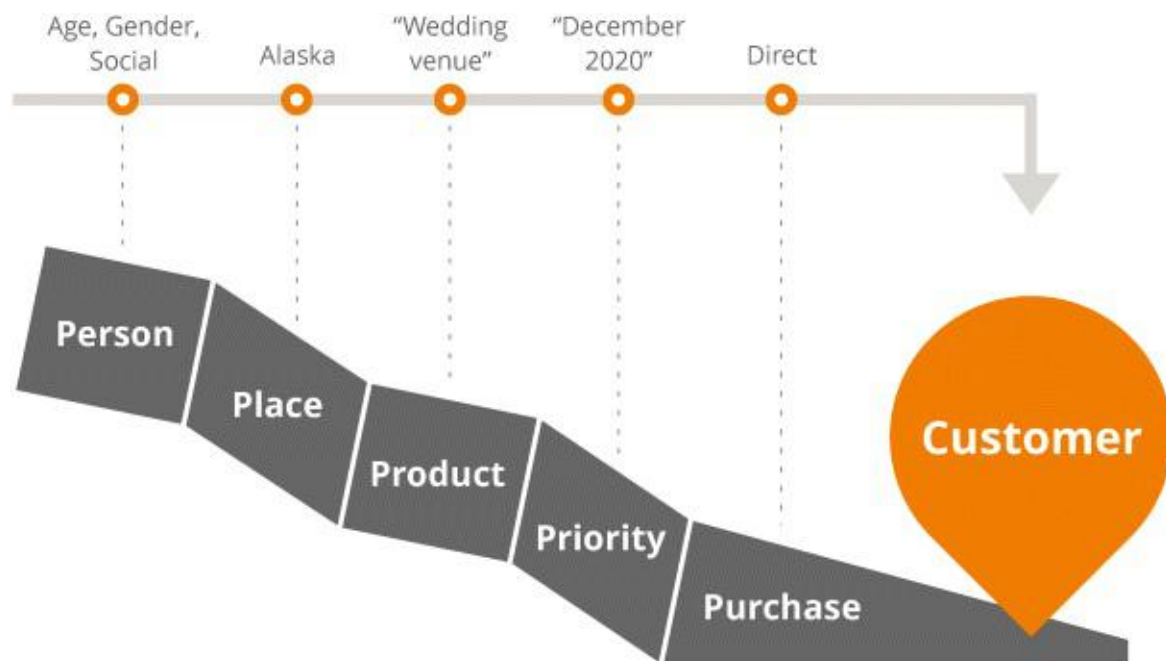 Age, Gender,
Social
Alaska
“Wedding
venue”
“December
2020”
Direct
Person
Place
Product
Priority
Purchase
Customer